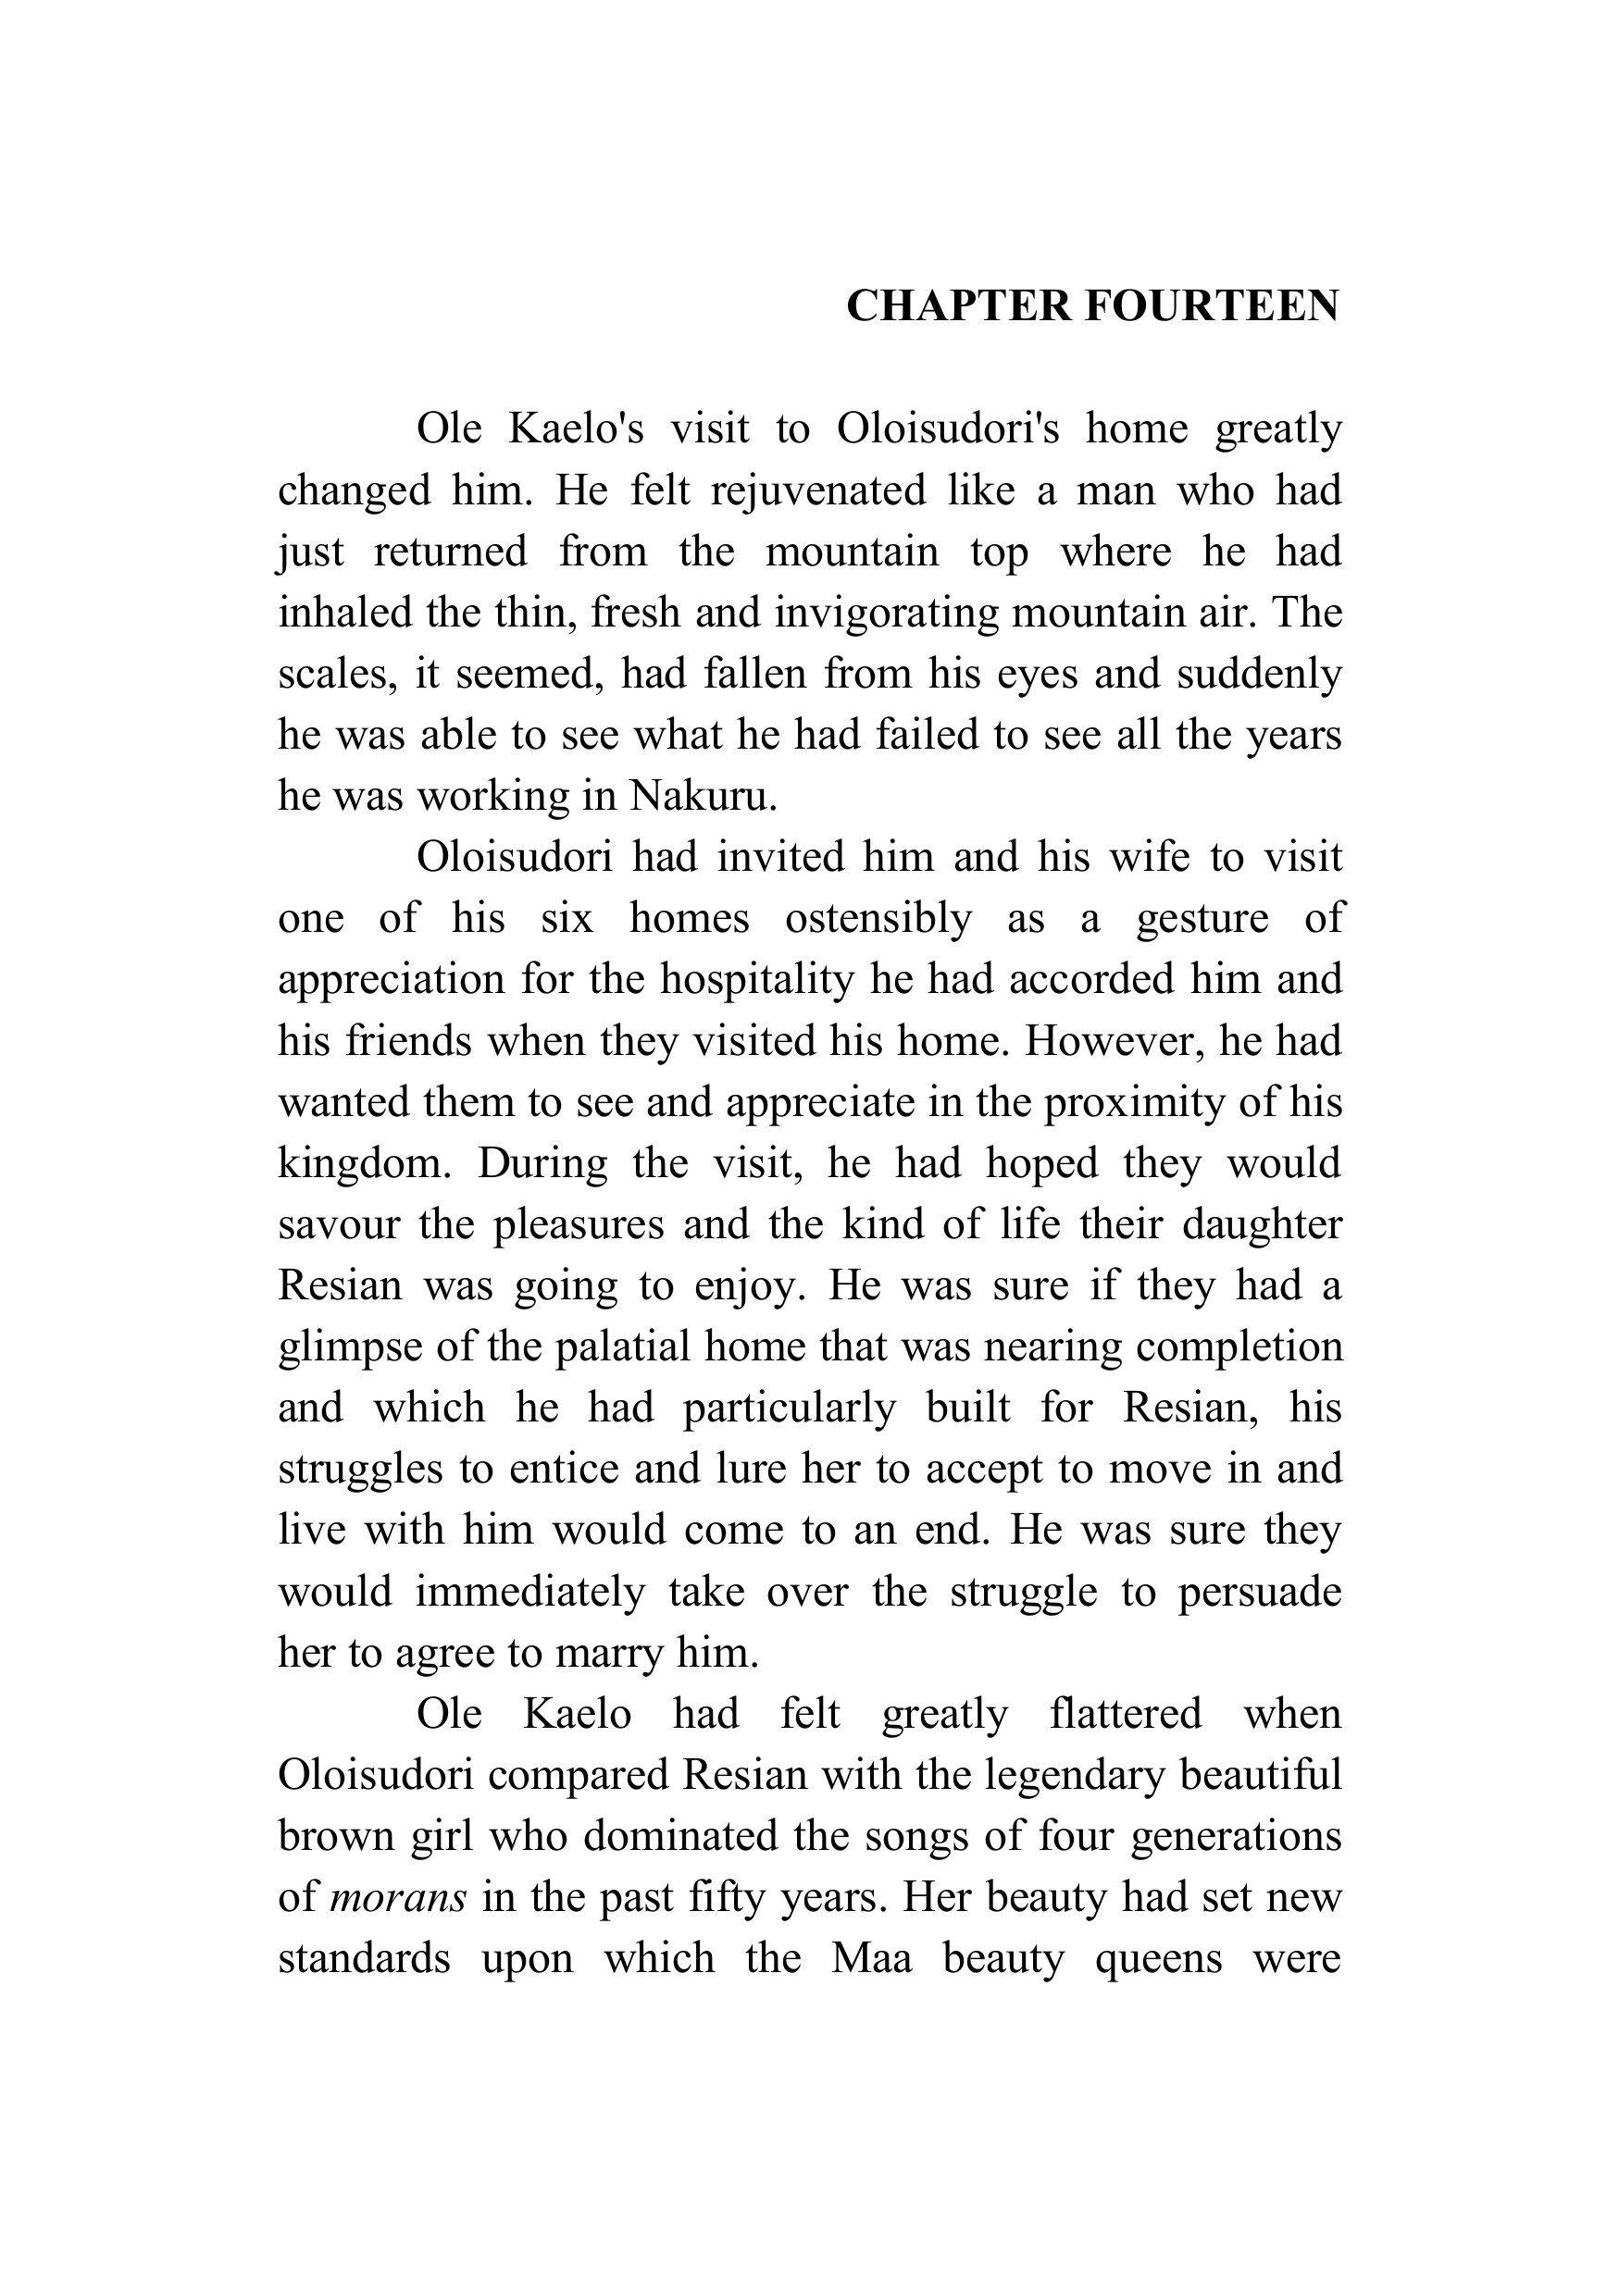 CHAPTER FOURTEEN
Ole Kaelo's visit to Oloisudori's home greatly
changed him. He felt rejuvenated like a man who had
just returned from the mountain top where he had
inhaled the thin, fresh and invigorating mountain air. The
scales, it seemed, had fallen from his eyes and suddenly
he was able to see what he had failed to see all the years
he was working in Nakuru.
Oloisudori had invited him and his wife to visit
one of his six homes ostensibly as a gesture of
appreciation for the hospitality he had accorded him and
his friends when they visited his home. However, he had
wanted them to see and appreciate in the proximity of his
kingdom. During the visit, he had hoped they would
savour the pleasures and the kind of life their daughter
Resian was going to enjoy. He was sure if they had a
glimpse of the palatial home that was nearing completion
and which he had particularly built for Resian, his
struggles to entice and lure her to accept to move in and
live with him would come to an end. He was sure they
would immediately take over the struggle to persuade
her to agree to marry him.
Ole Kaelo had felt greatly flattered when
Oloisudori compared Resian with the legendary beautiful
brown girl who dominated the songs of four generations
of morans in the past fifty years. Her beauty had set new
standards upon which the Maa beauty queens were